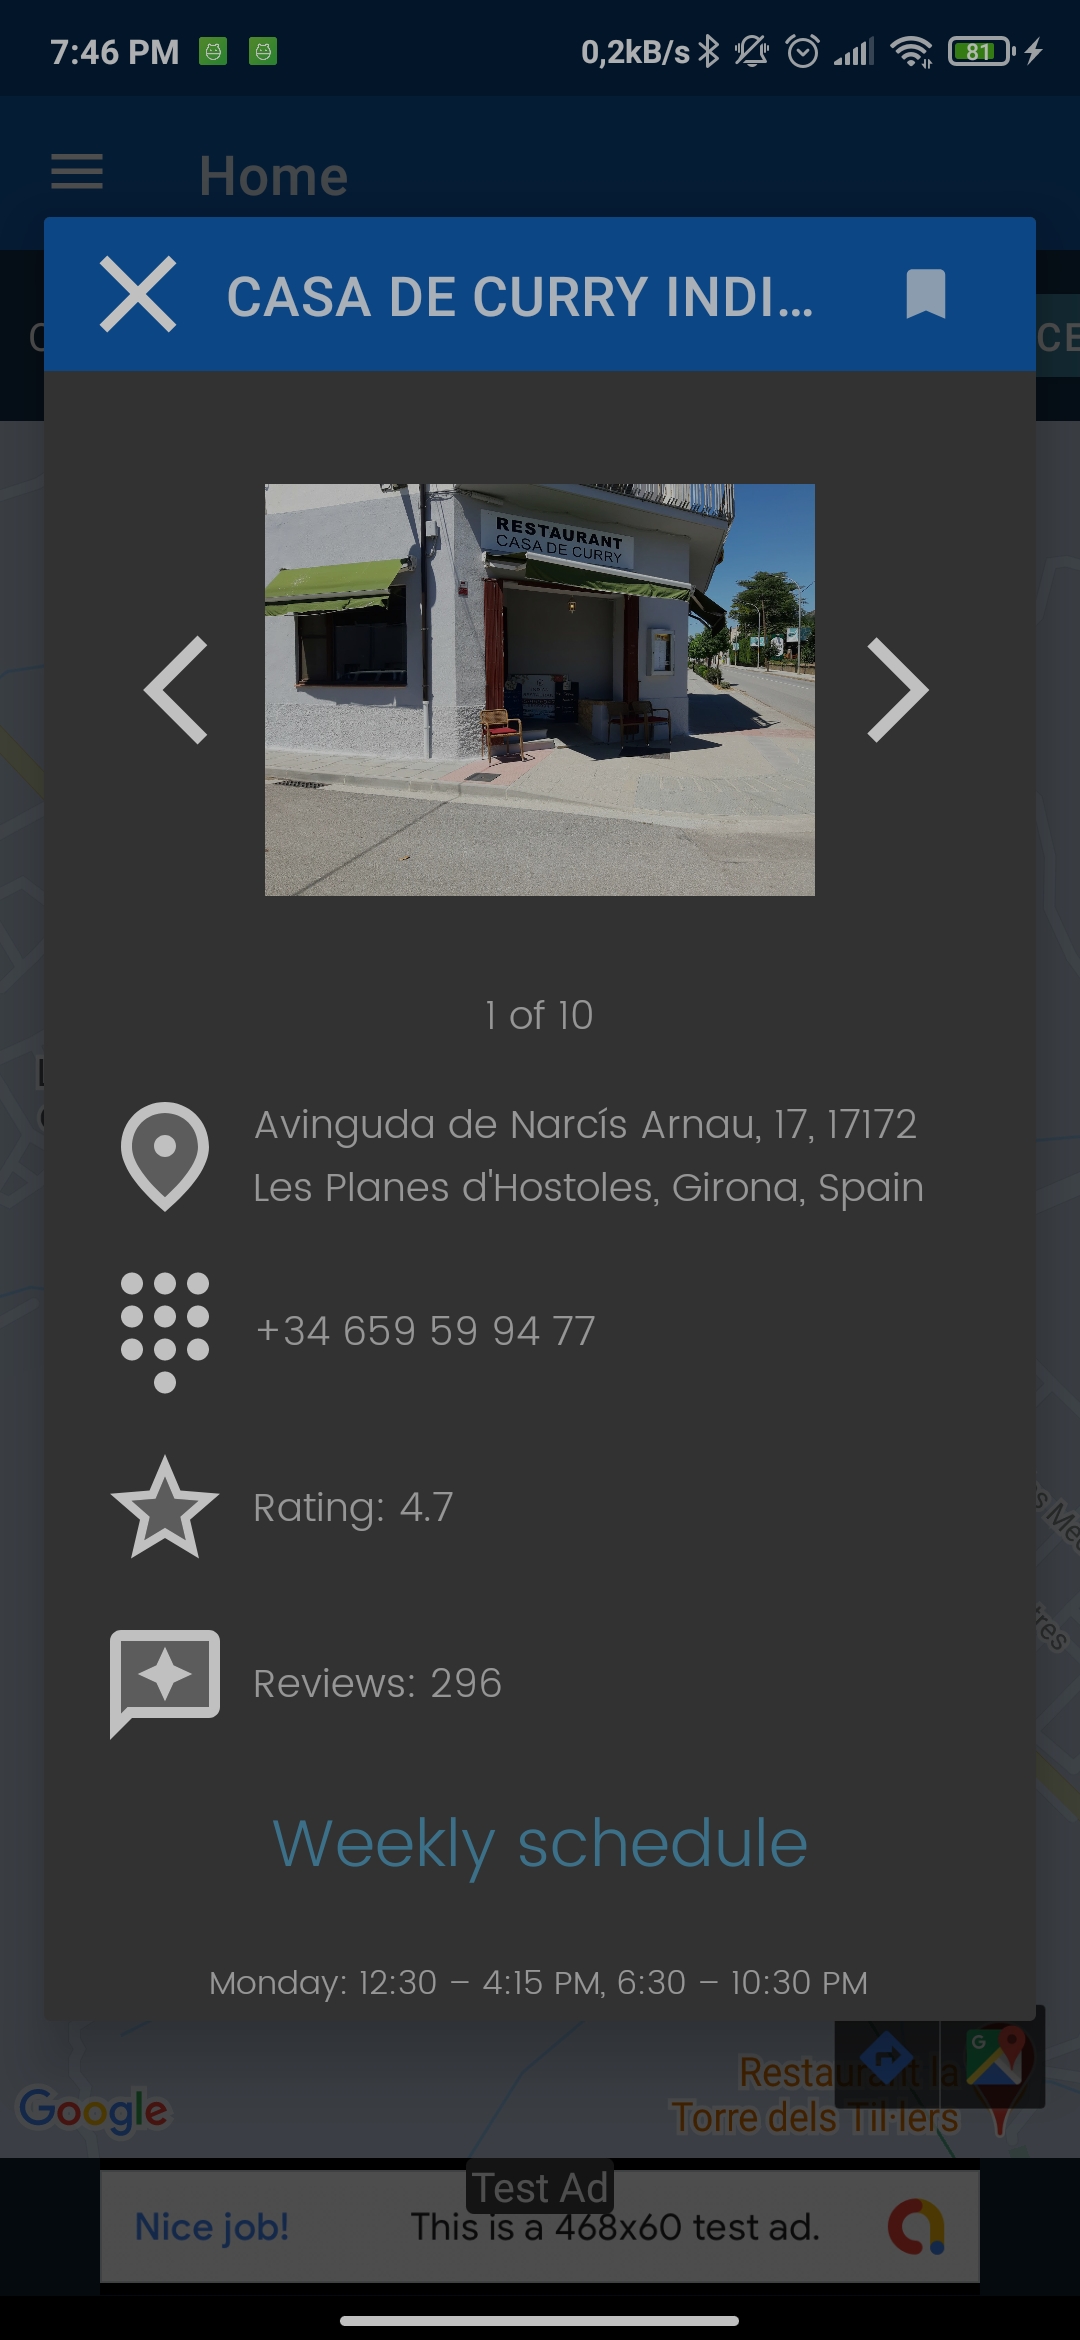 7:46 PM
0,2kB/s
81
Home
CASA DE CURRY INDI...
CE
RESTAURANT
CASA DE CURRY
1 of 10
Avinguda de Narcís Arnau, 17, 17172
Les Planes d'Hostoles, Girona, Spain
+34 659 59 94 77
Rating: 4.7
Reviews: 296
Weekly schedule
Monday: 12:30 – 4:15 PM, 6:30 – 10:30 PM
Google
Restaurant la
Torre dels Til·lers
Test Ad
Nice job!
This is a 468x60 test ad.